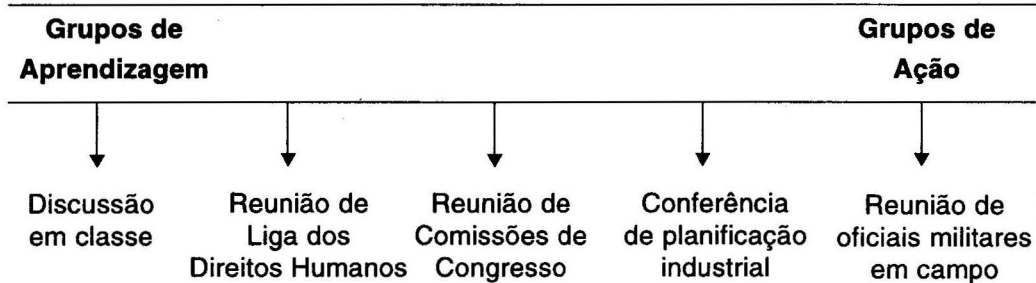 Grupos de
Aprendizagem
Grupos de
Ação
Discussão
em classe
Reunião de
Liga dos
Direitos Humanos
Reunião de
Comissões de
Congresso
Conferência
de planificação
industrial
Reunião de
oficiais militares
em campo